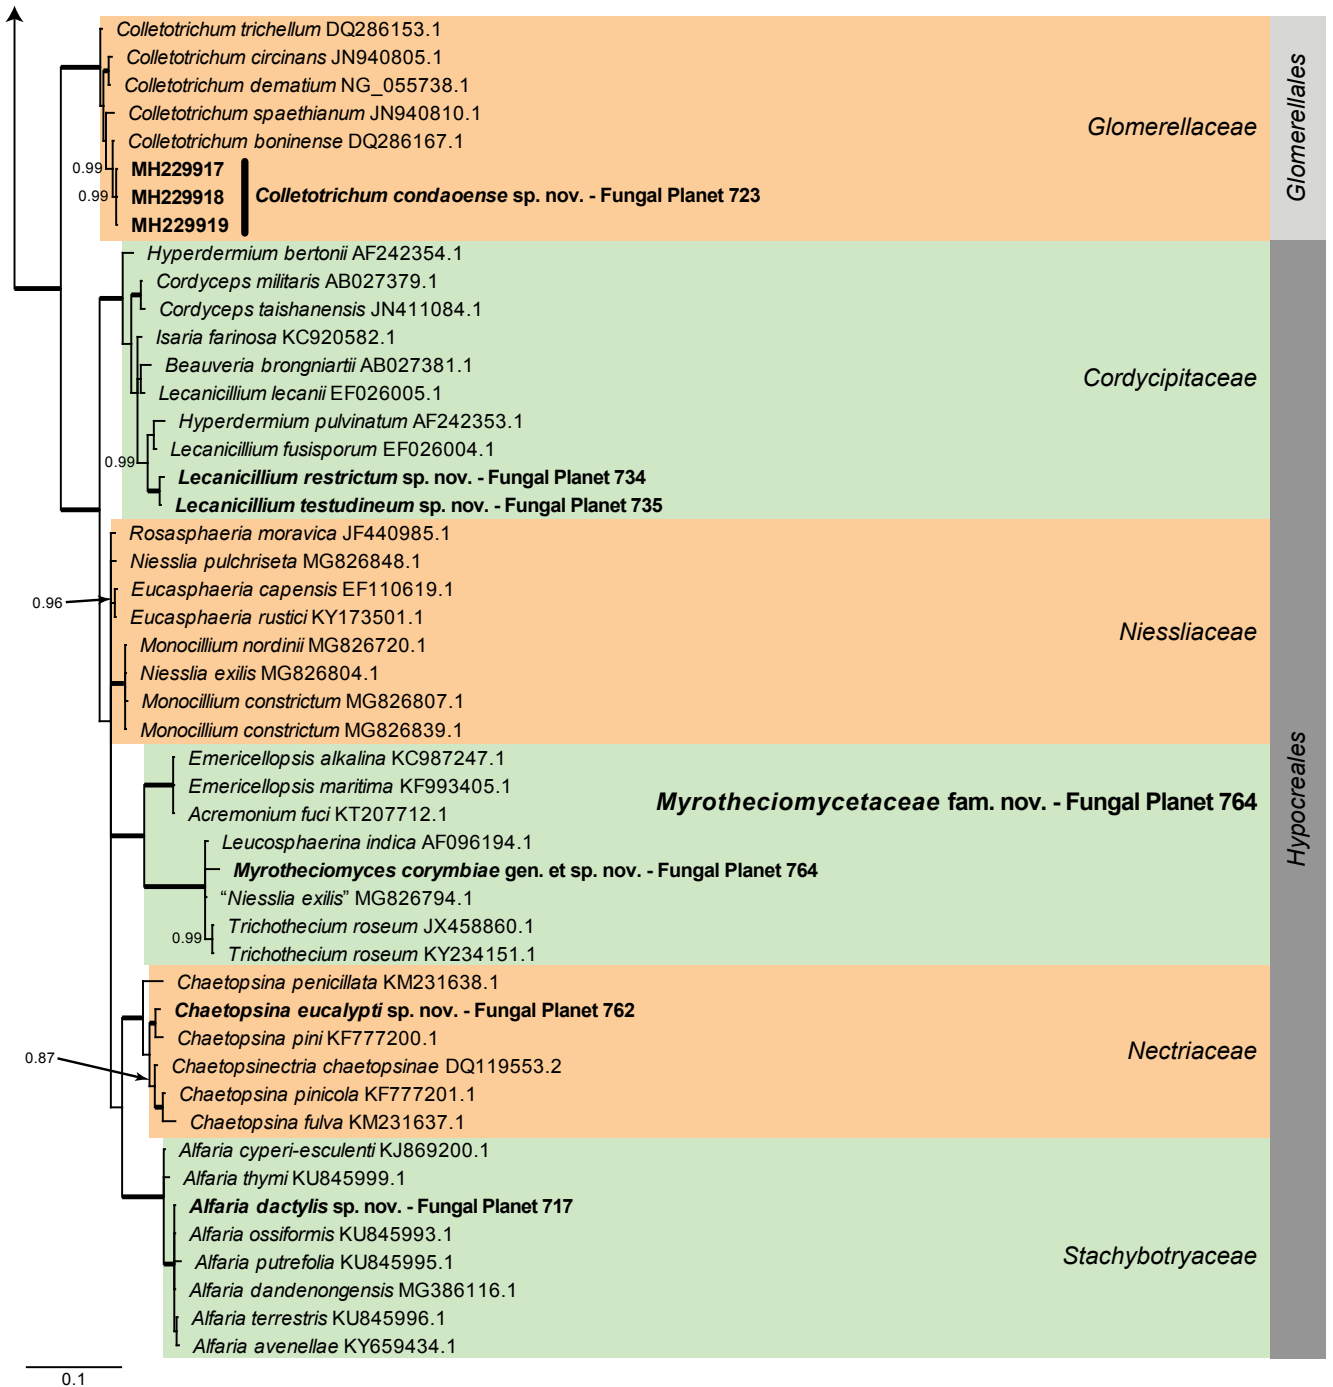 Colletotrichum trichellum DQ286153.1
Colletotrichum circinans JN940805.1
Colletotrichum dematium NG_055738.1
Colletotrichum spaethianum JN940810.1
Colletotrichum boninense DQ286167.1
Glomerellaceae
Glomerellales
0.99
MH229917
0.99
MH229918
MH229919
Colletotrichum condaoense sp. nov. - Fungal Planet 723
Hyperdermium bertonii AF242354.1
Cordyceps militaris AB027379.1
Cordyceps taishanensis JN411084.1
Isaria farinosa KC920582.1
Beauveria brongniartii AB027381.1
Lecanicillium lecanii EF026005.1
Cordycipitaceae
Hyperdermium pulvinatum AF242353.1
Lecanicillium fusisporum EF026004.1
0.99
Lecanicillium restrictum sp. nov. - Fungal Planet 734
Lecanicillium testudineum sp. nov. - Fungal Planet 735
Rosasphaeria moravica JF440985.1
Niesslia pulchriseta MG826848.1
0.96
Eucasphaeria capensis EF110619.1
Eucasphaeria rustici KY173501.1
Niessliaceae
Monocillium nordinii MG826720.1
Niesslia exilis MG826804.1
Monocillium constrictum MG826807.1
Monocillium constrictum MG826839.1
Hypocreales
Emericellopsis alkalina KC987247.1
Emericellopsis maritima KF993405.1
Acremonium fuci KT207712.1
Myrotheciomycetaceae fam. nov. - Fungal Planet 764
Leucosphaerina indica AF096194.1
Myrotheciomyces corymbiae gen. et sp. nov. - Fungal Planet 764
“Niesslia exilis” MG826794.1
0.99
Trichothecium roseum JX458860.1
Trichothecium roseum KY234151.1
Chaetopsina penicillata KM231638.1
Chaetopsina eucalypti sp. nov. - Fungal Planet 762
Chaetopsina pini KF777200.1
Nectriaceae
0.87
Chaetopsinectria chaetopsinae DQ119553.2
Chaetopsina pinicola KF777201.1
Chaetopsina fulva KM231637.1
Alfaria cyperi-esculenti KJ869200.1
Alfaria thymi KU845999.1
Alfaria dactylis sp. nov. - Fungal Planet 717
Alfaria ossiformis KU845993.1
Stachybotryaceae
Alfaria putrefolia KU845995.1
Alfaria dandenongensis MG386116.1
Alfaria terrestris KU845996.1
Alfaria avenellae KY659434.1
0.1